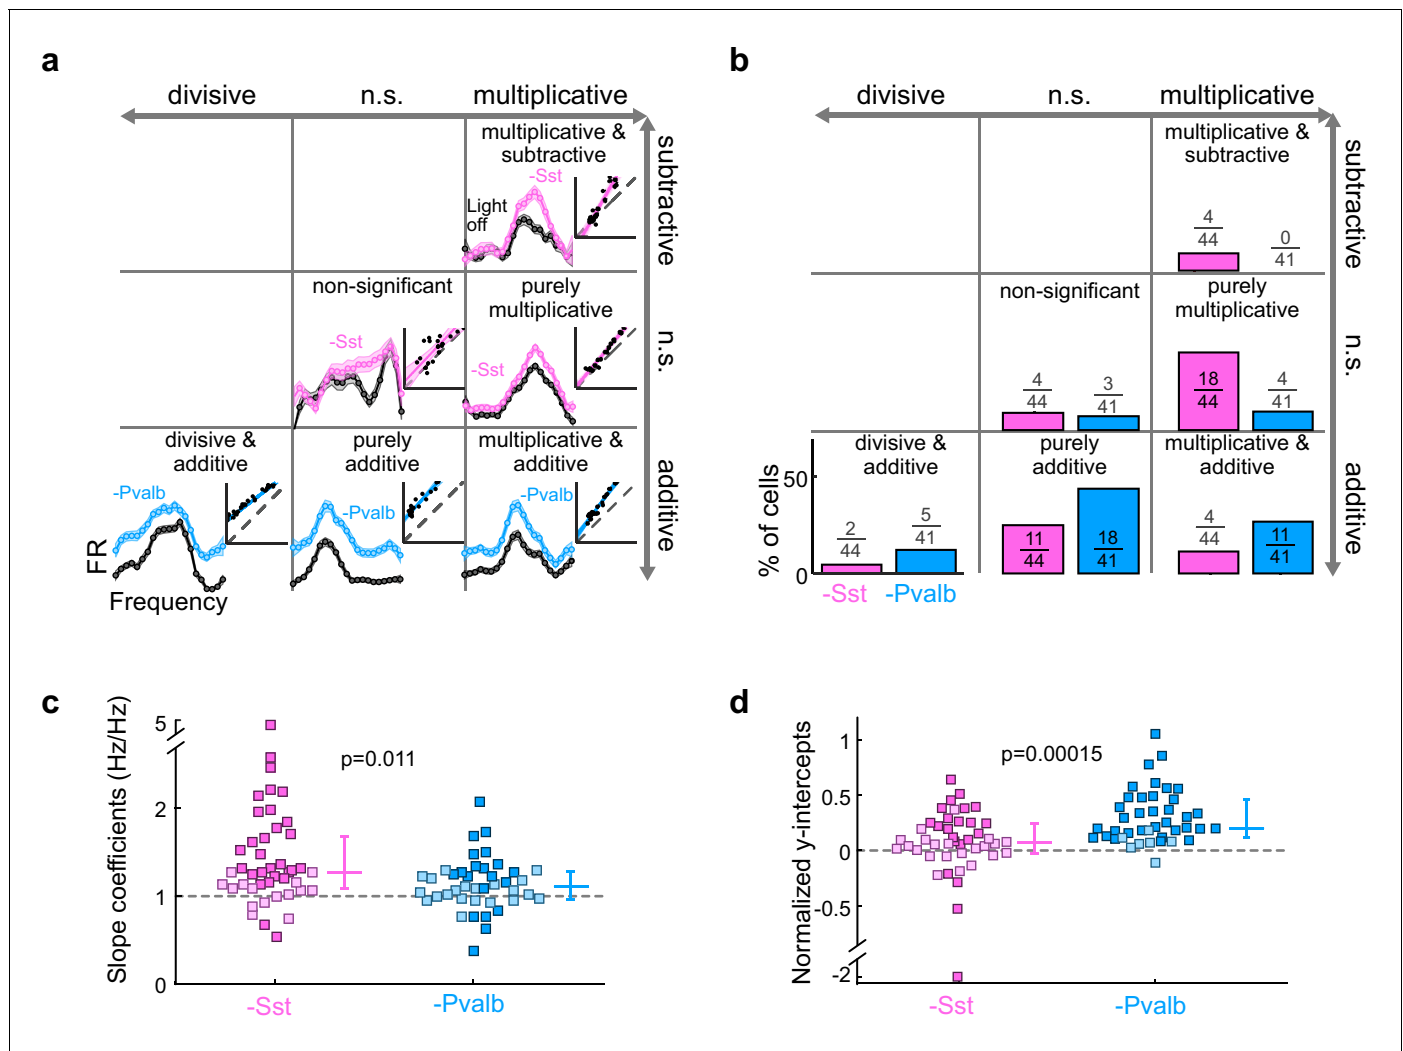 a
divisive
n.s.
multiplicative
multiplicative &
subtractive
-Sst
Light
off
subtractive
non-significant
purely
multiplicative
-Sst
-Sst
n.s.
divisive &
additive
purely
additive
multiplicative &
additive
-Pvalb
-Pvalb
-Pvalb
additive
FR
Frequency
b
divisive
n.s.
multiplicative
multiplicative &
subtractive
4
44
0
41
subtractive
non-significant
purely
multiplicative
4
44
3
41
18
44
4
41
n.s.
divisive &
additive
purely
additive
multiplicative &
additive
% of cells
50
0
2
44
5
41
11
44
18
41
4
44
11
41
additive
-Sst
-Pvalb
c
Slope coefficients (Hz/Hz)
5
2
1
0
p=0.011
-Sst
-Pvalb
d
Normalized y-intercepts
1
0.5
0
-0.5
-2
p=0.00015
-Sst
-Pvalb